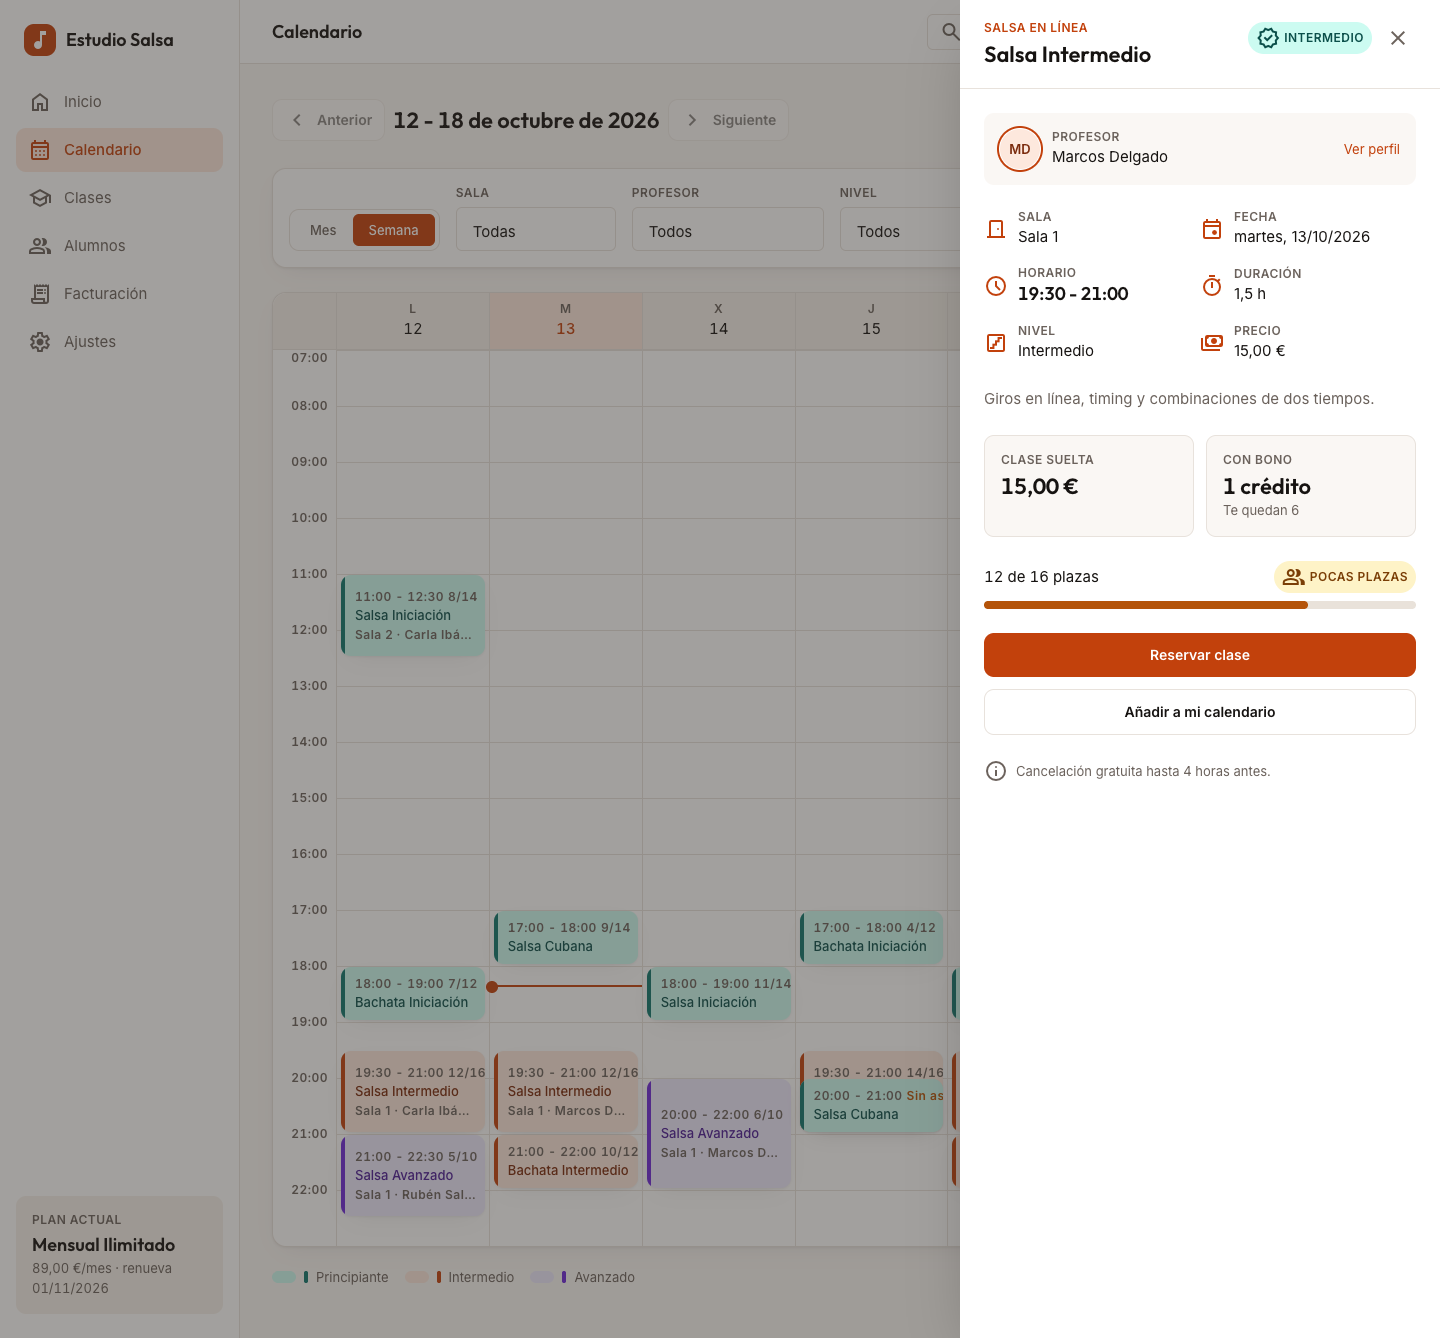 Estudio Salsa
Inicio
Calendario
Clases
Alumnos
Facturación
Ajustes
PLAN ACTUAL
Mensual Ilimitado
89,00 €/mes · renueva
01/11/2026
Calendario
Anterior
12 - 18 de octubre de 2026
Siguiente
Mes
Semana
SALA
Todas
PROFESOR
Todos
NIVEL
Todos
L
12
M
13
X
14
J
15
07:00
08:00
09:00
10:00
11:00
12:00
13:00
14:00
15:00
16:00
17:00
18:00
19:00
20:00
21:00
22:00
11:00 - 12:30 8/14
Salsa Iniciación
Sala 2 · Carla Ibá...
18:00 - 19:00 7/12
Bachata Iniciación
19:30 - 21:00 12/16
Salsa Intermedio
Sala 1 · Carla Ibá...
21:00 - 22:30 5/10
Salsa Avanzado
Sala 1 · Rubén Sal...
17:00 - 18:00 9/14
Salsa Cubana
19:30 - 21:00 12/16
Salsa Intermedio
Sala 1 · Marcos D...
21:00 - 22:00 10/12
Bachata Intermedio
18:00 - 19:00 11/14
Salsa Iniciación
20:00 - 22:00 6/10
Salsa Avanzado
Sala 1 · Marcos D...
17:00 - 18:00 4/12
Bachata Iniciación
19:30 - 21:00 14/16
20:00 - 21:00 Sin as
Salsa Cubana
Principiante
Intermedio
Avanzado
SALSA EN LÍNEA
Salsa Intermedio
INTERMEDIO
MD
PROFESOR
Marcos Delgado
Ver perfil
SALA
Sala 1
FECHA
martes, 13/10/2026
HORARIO
19:30 - 21:00
DURACIÓN
1,5 h
NIVEL
Intermedio
PRECIO
15,00 €
Giros en línea, timing y combinaciones de dos tiempos.
CLASE SUELTA
15,00 €
CON BONO
1 crédito
Te quedan 6
12 de 16 plazas
POCAS PLAZAS
Reservar clase
Añadir a mi calendario
Cancelación gratuita hasta 4 horas antes.